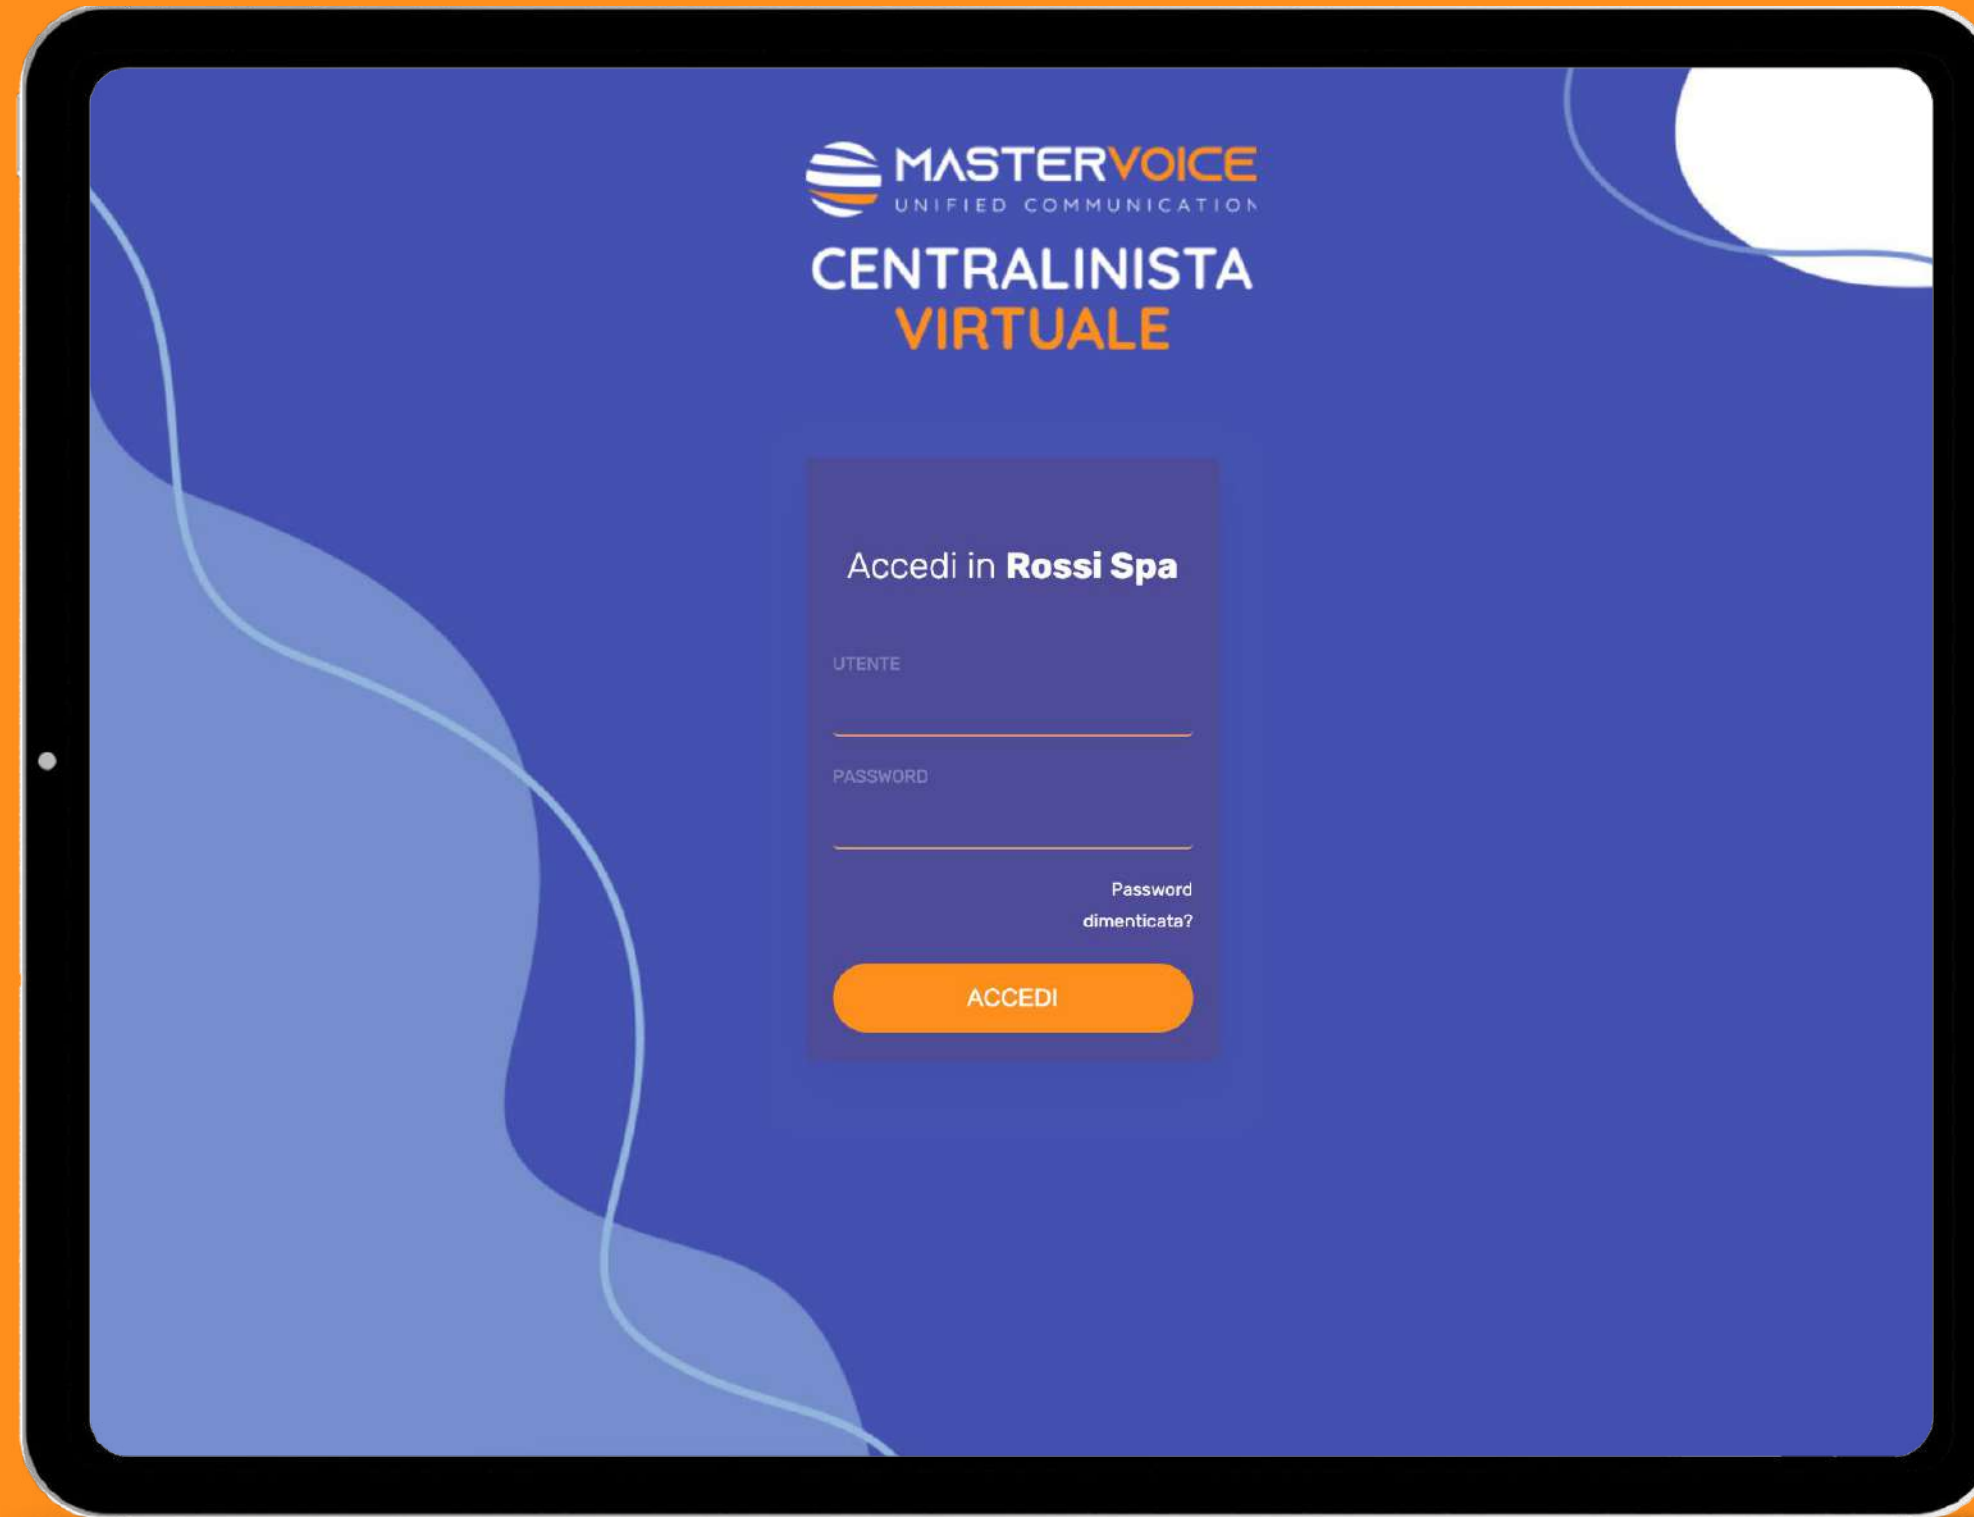 MASTERVOICE
UNIFIED COMMUNICATION
CENTRALINISTA
VIRTUALE
Accedi in Rossi Spa
UTENTE
PASSWORD
Password
dimenticata?
ACCEDI